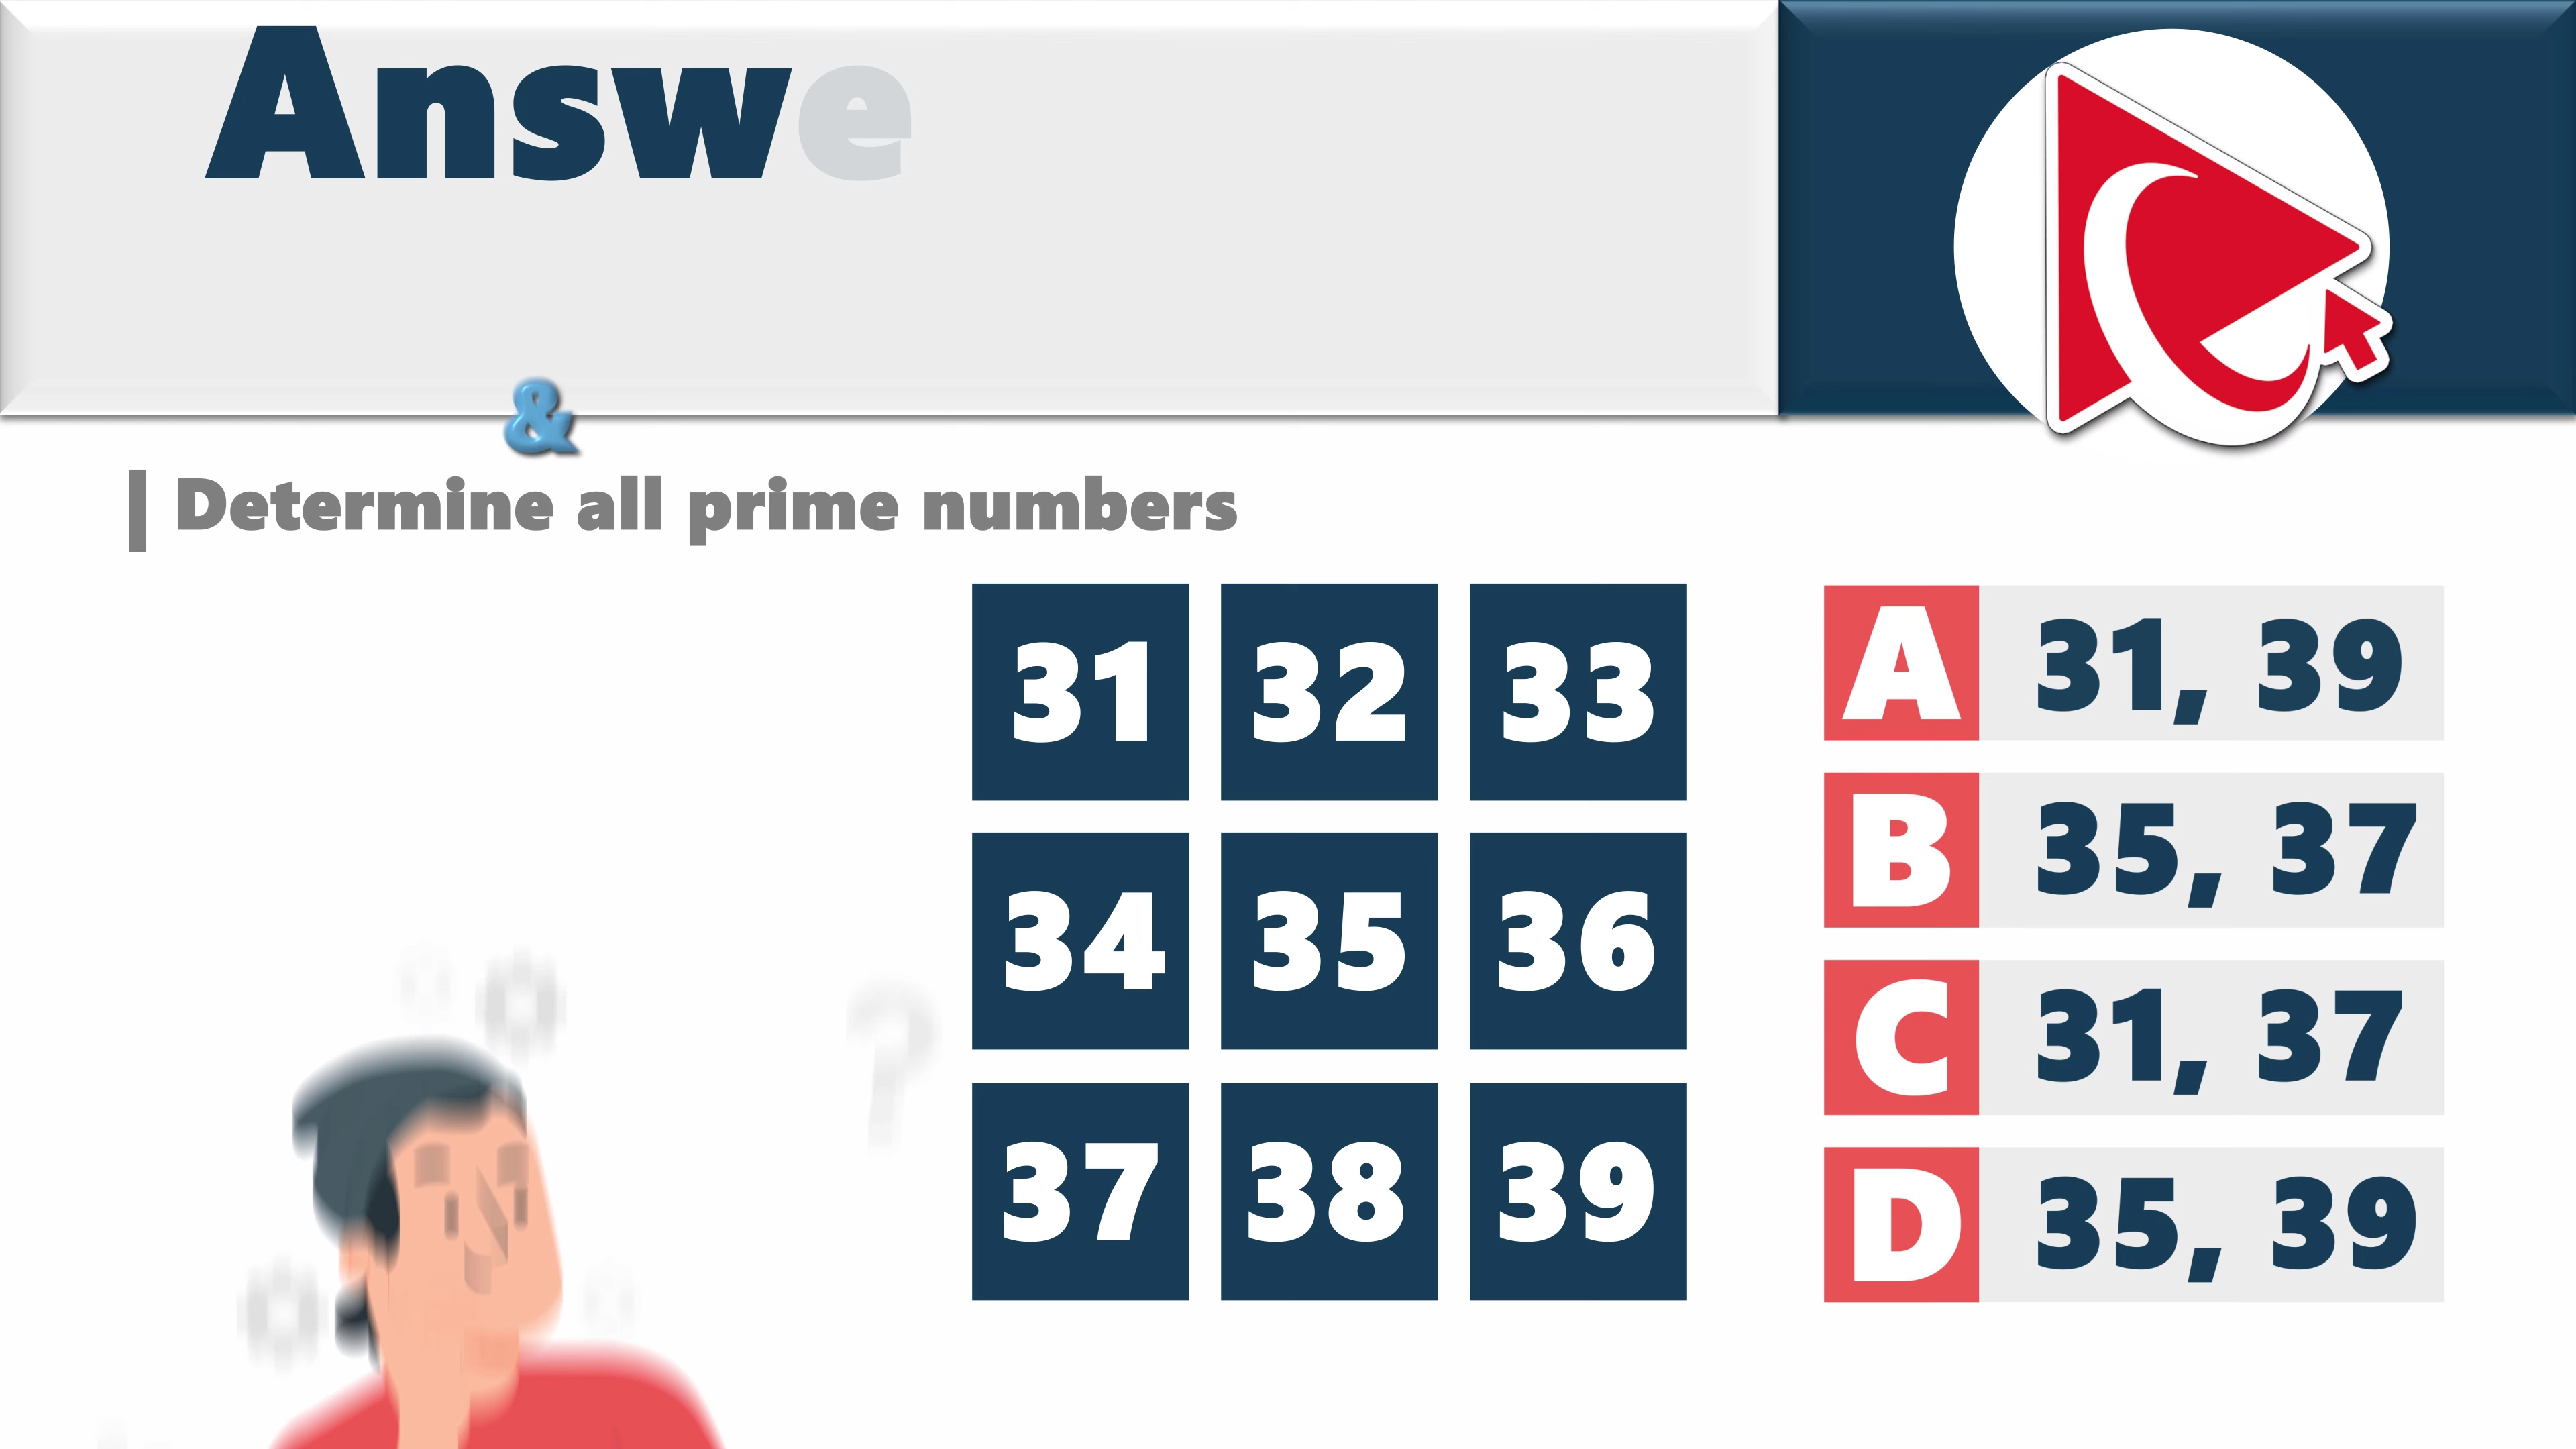 Answe
&
Determine all prime numbers
31 32 33
34 35 36
37 38 39
A 31, 39
B 35, 37
C 31, 37
D 35, 39
?